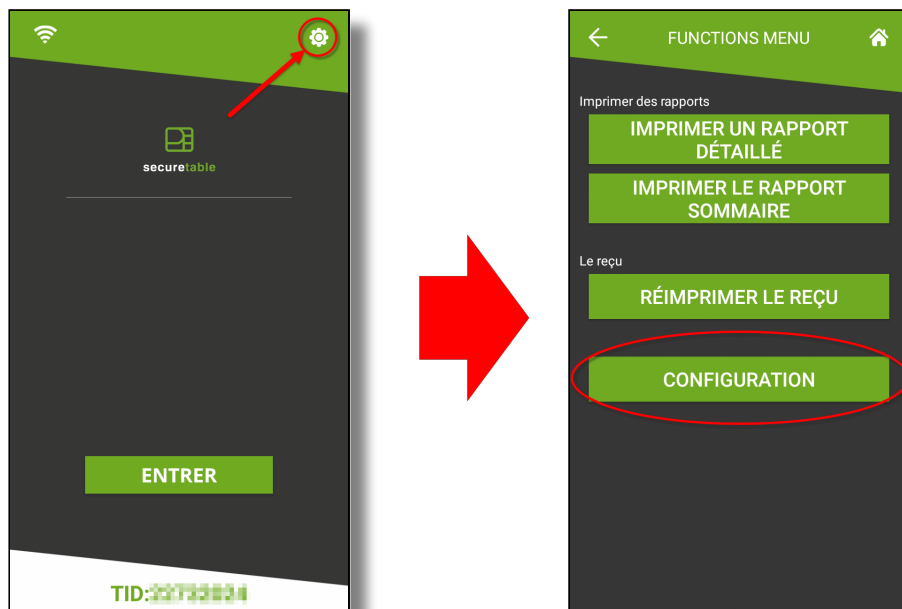 securetable
ENTRER
TID:
FUNCTIONS MENU
Imprimer des rapports
IMPRIMER UN RAPPORT
DÉTAILLÉ
IMPRIMER LE RAPPORT
SOMMAIRE
Le reçu
RÉIMPRIMER LE REÇU
CONFIGURATION